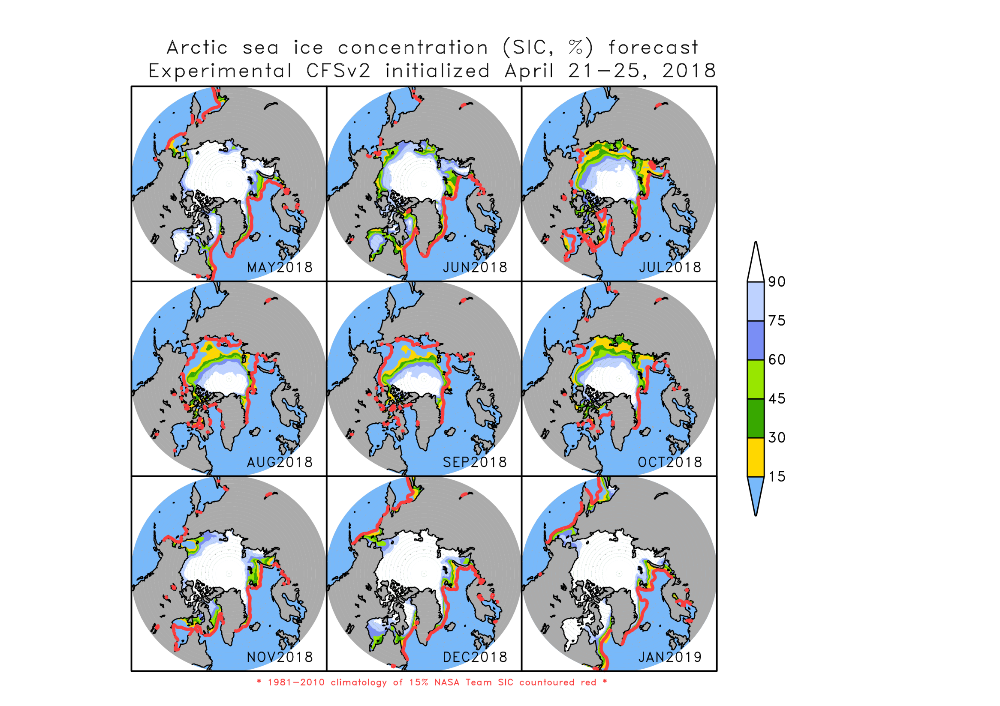 Arctic sea ice concentration (SIC, %) forecast
Experimental CFSv2 initialized April 21-25, 2018
MAY2018 JUN2018 JUL2018
AUG2018 SEP2018 OCT2018
NOV2018 DEC2018 JAN2019
90
75
60
45
30
15
* 1981-2010 climatology of 15% NASA Team SIC countoured red *